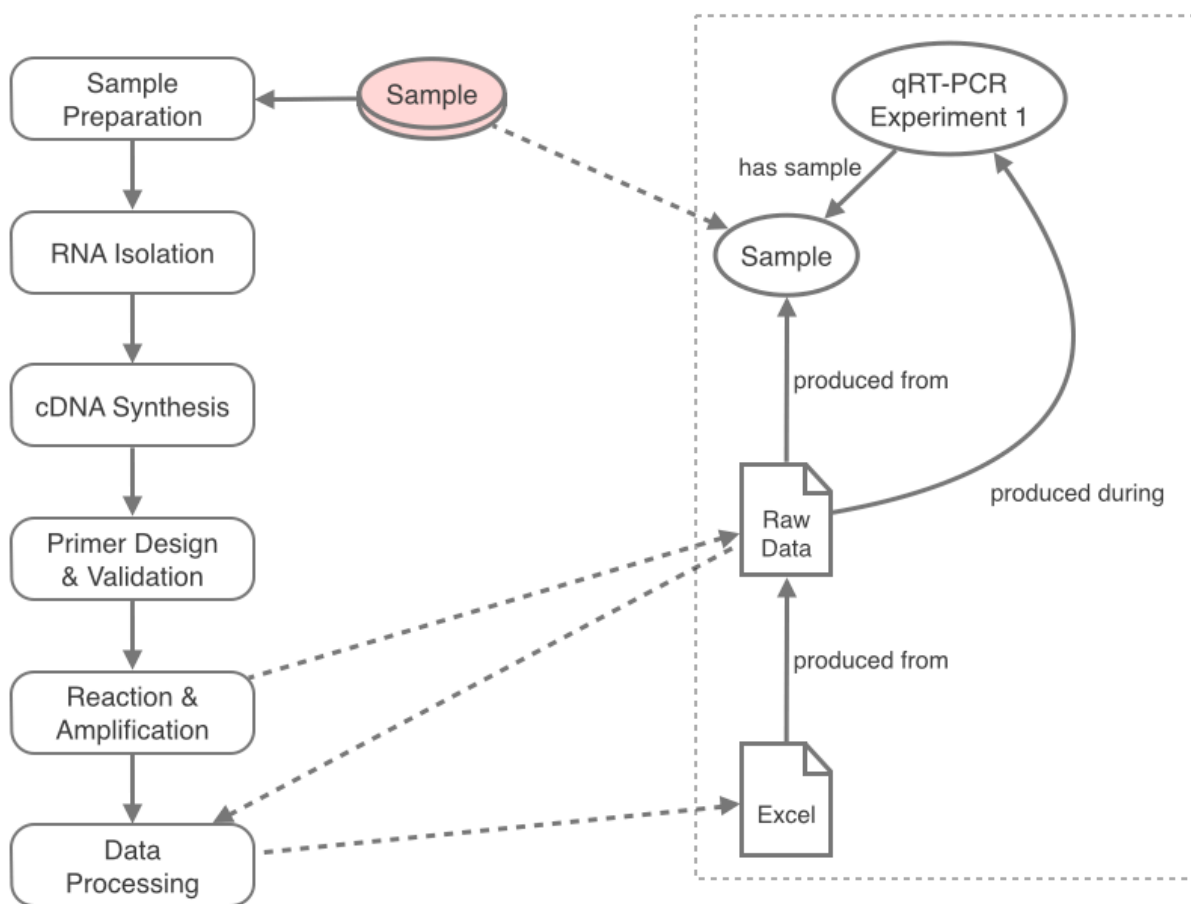 Sample
Preparation
Sample
qRT-PCR
Experiment 1
has sample
RNA Isolation
Sample
produced from
cDNA Synthesis
produced during
Raw
Data
Primer Design
& Validation
produced from
Reaction &
Amplification
Excel
Data
Processing